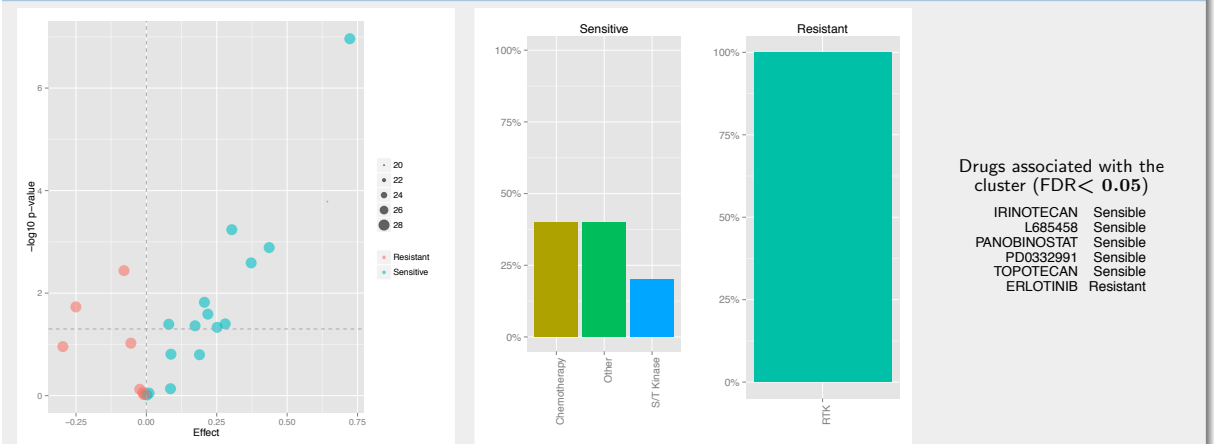 −log10 p−value
6
4
2
0
−0.25
0.00
0.25
0.50
0.75
Effect
20
22
24
26
28
Resistant
Sensitive
Sensitive
100%
75%
50%
25%
0%
Chemotherapy
Other
S/T Kinase
Resistant
100%
75%
50%
25%
0%
RTK
Drugs associated with the
cluster (FDR< 0.05)
IRINOTECAN Sensible
L685458 Sensible
PANOBINOSTAT Sensible
PD0332991 Sensible
TOPOTECAN Sensible
ERLOTINIB Resistant